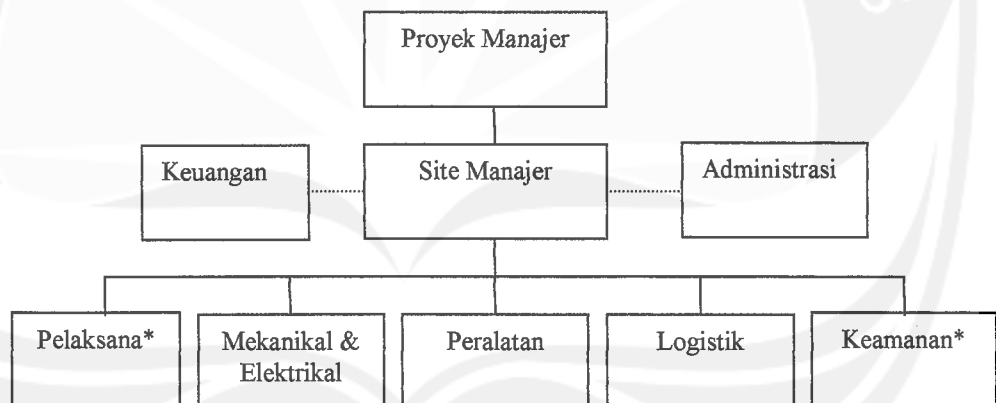 Proyek Manajer
Keuangan
Site Manajer
Administrasi
Pelaksana*
Mekanikal &
Elektrikal
Peralatan
Logistik
Keamanan*